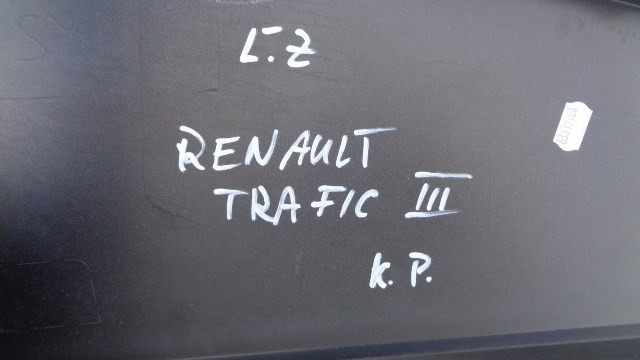 Ł.Z
RENAULT
TRAFIC III
K.P.